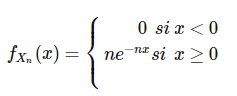 0 si x < 0
f_{X_n}(x) = {
ne^{-nx} si x ≥ 0